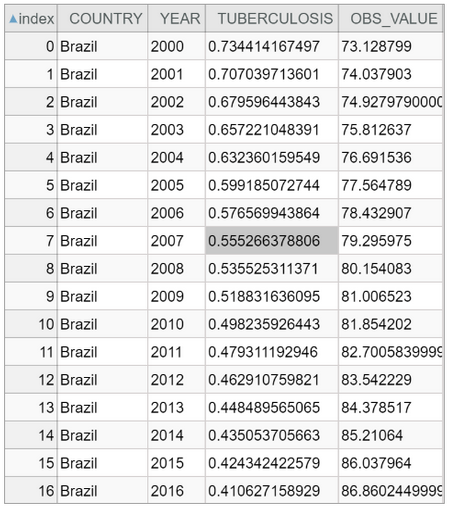 ▲index COUNTRY YEAR TUBERCULOSIS OBS_VALUE
0 Brazil 2000 0.734414167497 73.128799
1 Brazil 2001 0.707039713601 74.037903
2 Brazil 2002 0.679596443843 74.9279790000
3 Brazil 2003 0.657221048391 75.812637
4 Brazil 2004 0.632360159549 76.691536
5 Brazil 2005 0.599185072744 77.564789
6 Brazil 2006 0.576569943864 78.432907
7 Brazil 2007 0.555266378806 79.295975
8 Brazil 2008 0.535525311371 80.154083
9 Brazil 2009 0.518831636095 81.006523
10 Brazil 2010 0.498235926443 81.854202
11 Brazil 2011 0.479311192946 82.7005839999
12 Brazil 2012 0.462910759821 83.542229
13 Brazil 2013 0.448489565065 84.378517
14 Brazil 2014 0.435053705663 85.21064
15 Brazil 2015 0.424342422579 86.037964
16 Brazil 2016 0.410627158929 86.8602449999